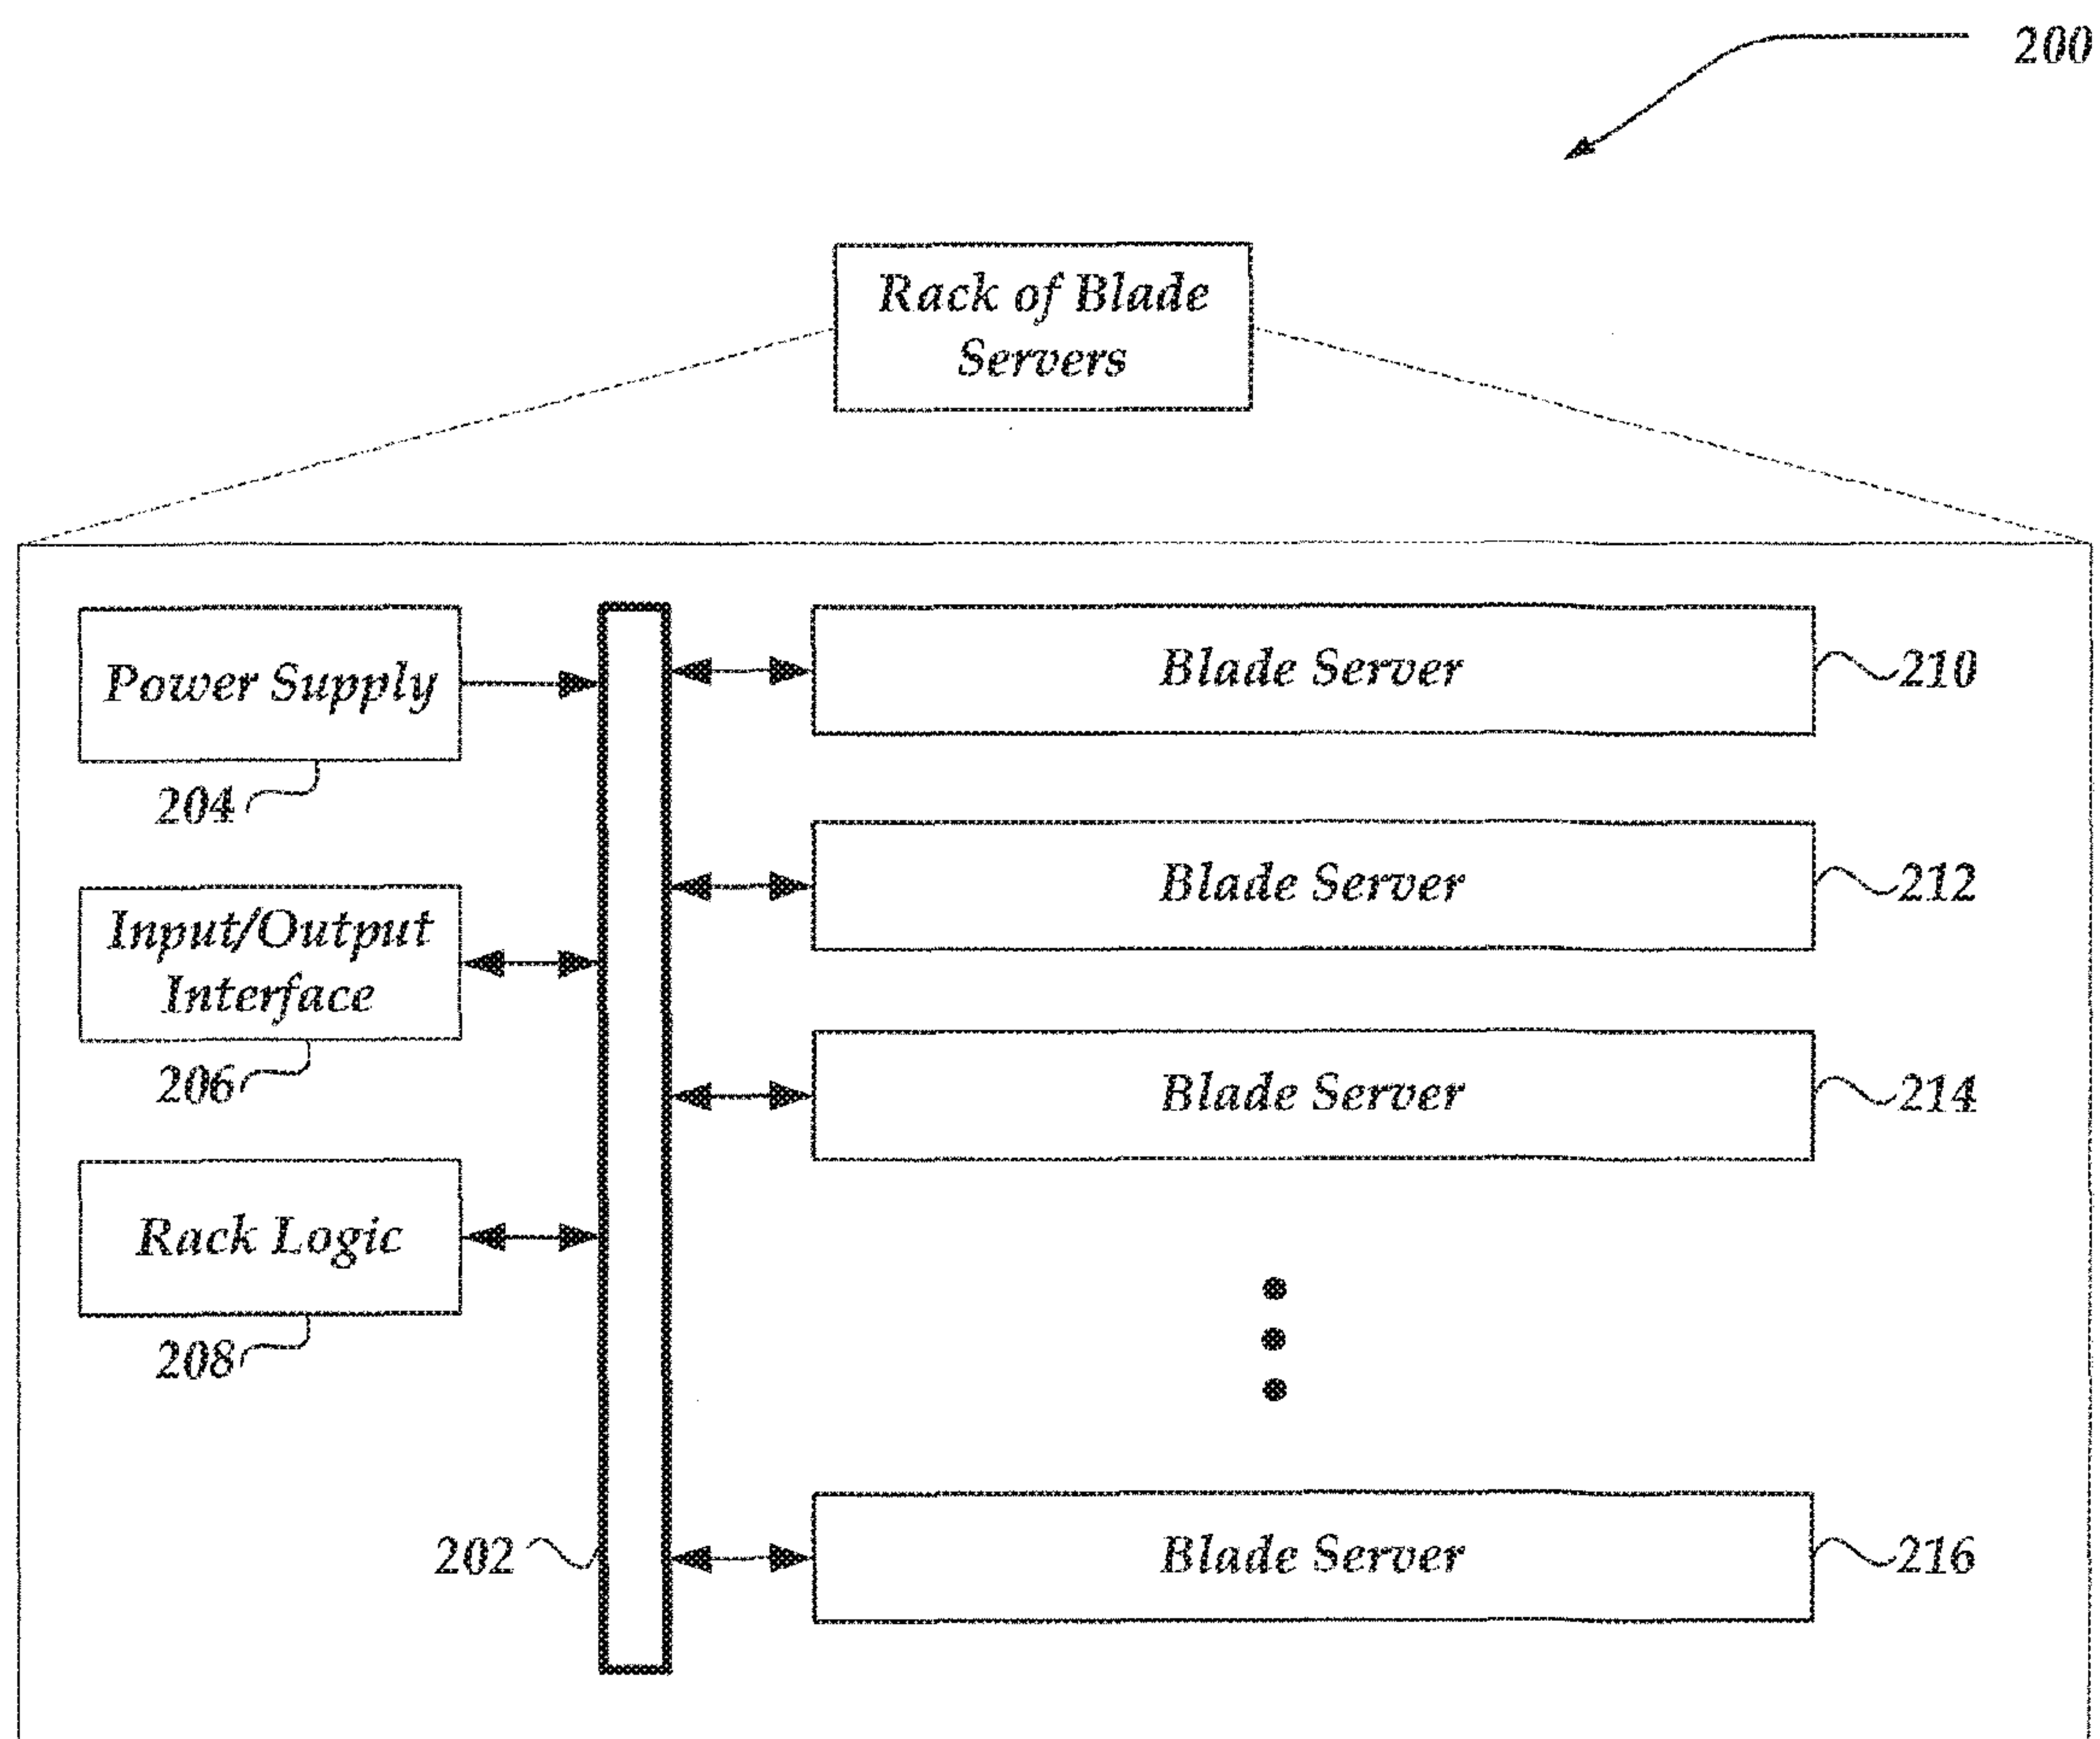 200
Rack of Blade
Servers
Power Supply
204
Input/Output
Interface
206
Rack Logic
208
202
Blade Server
210
Blade Server
212
Blade Server
214
Blade Server
216